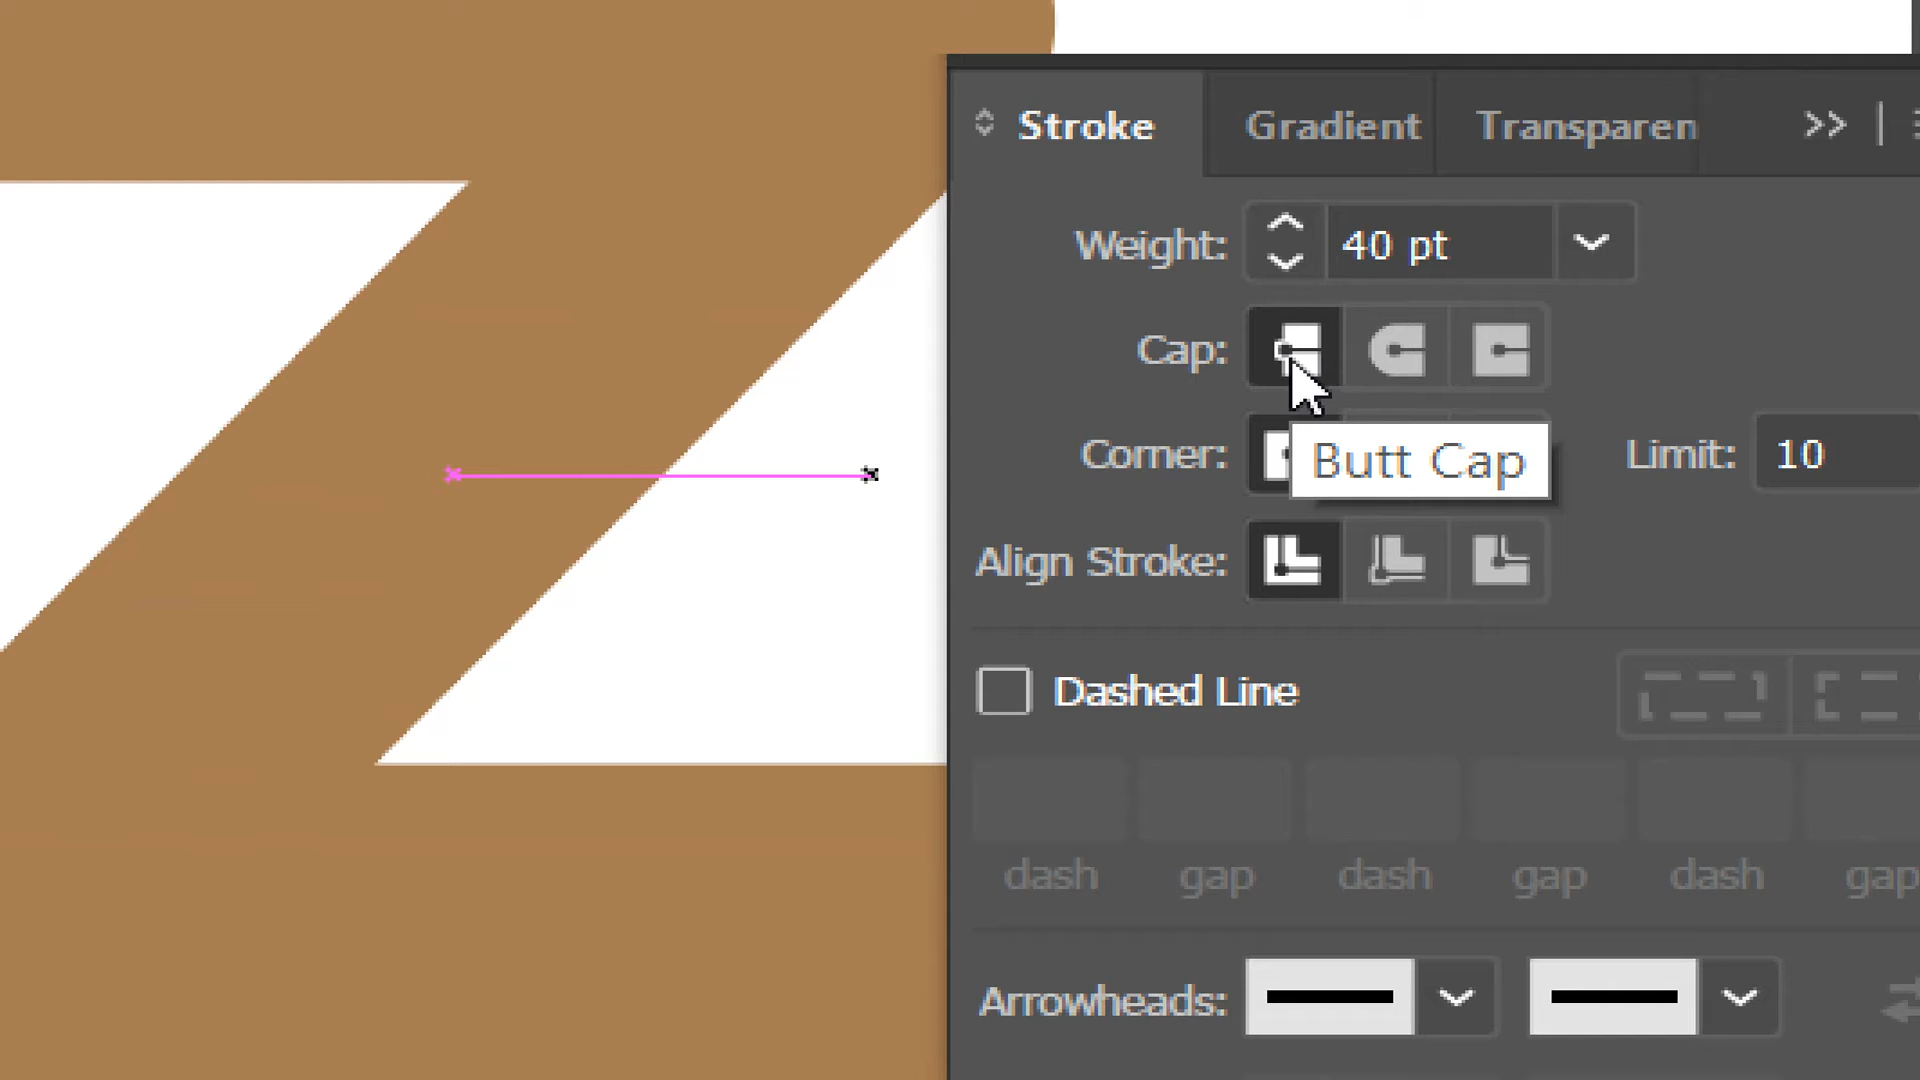 Stroke Gradient Transparen >>
Weight: 40 pt
Cap:
Corner: Butt Cap Limit: 10
Align Stroke:
Dashed Line
dash gap dash gap dash gap
Arrowheads: